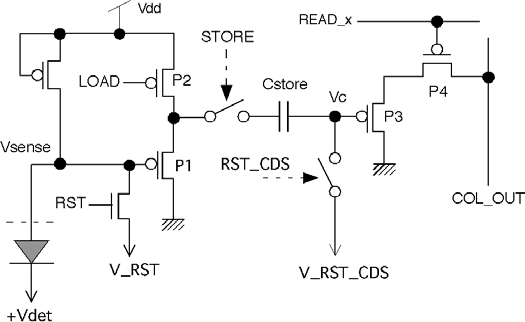 Vdd
READ_x
STORE
LOAD
P2
Cstore
Vc
P3
P4
Vsense
P1
RST_CDS
RST
COL_OUT
V_RST
V_RST_CDS
+Vdet